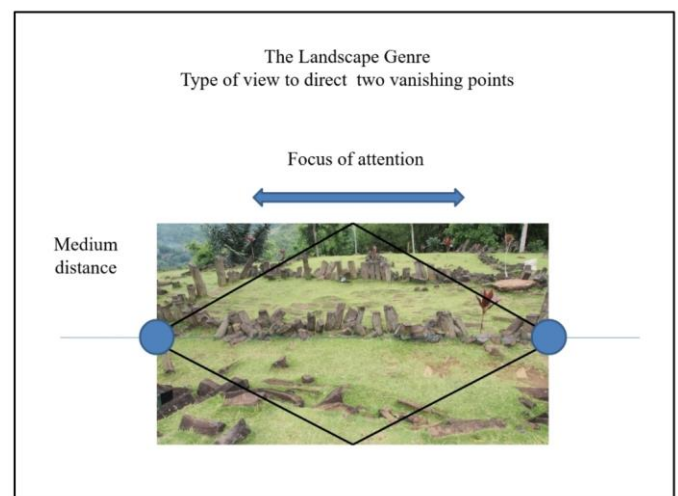 The Landscape Genre
Type of view to direct  two vanishing points
Focus of attention
Medium
distance